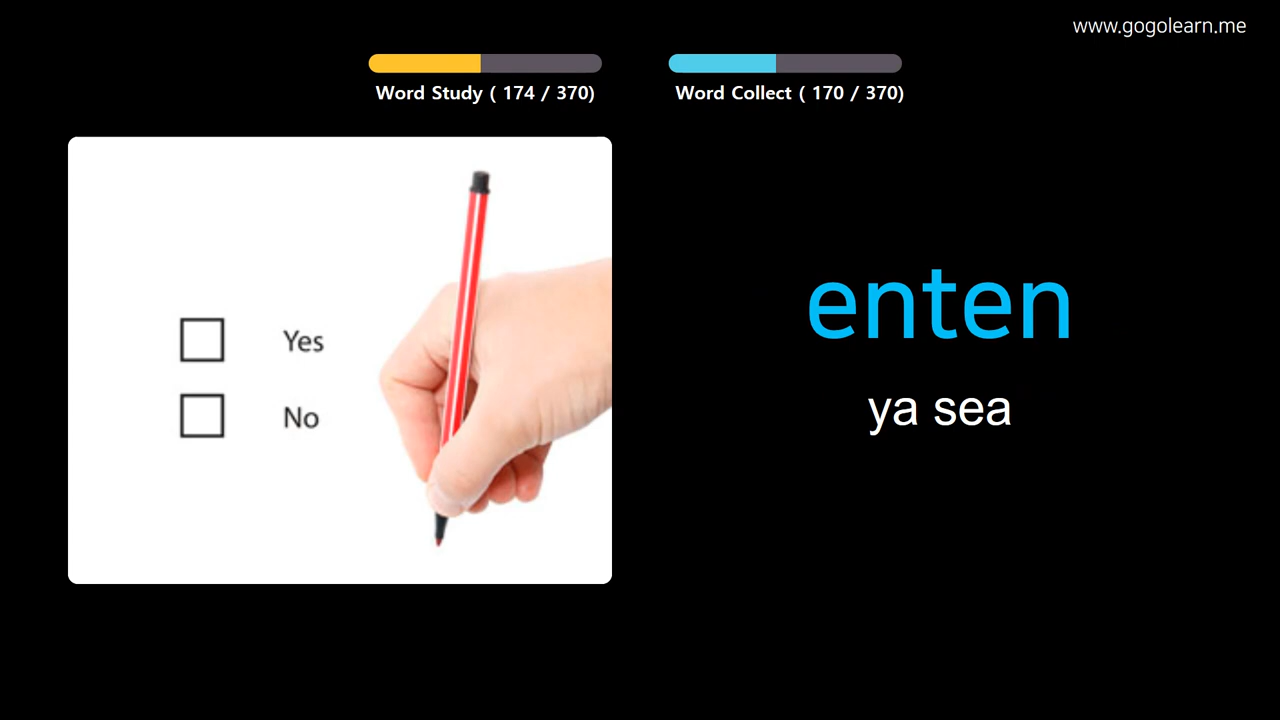 www.gogolearn.me
Word Study ( 174 / 370)
Word Collect ( 170 / 370)
Yes
No
enten
ya sea